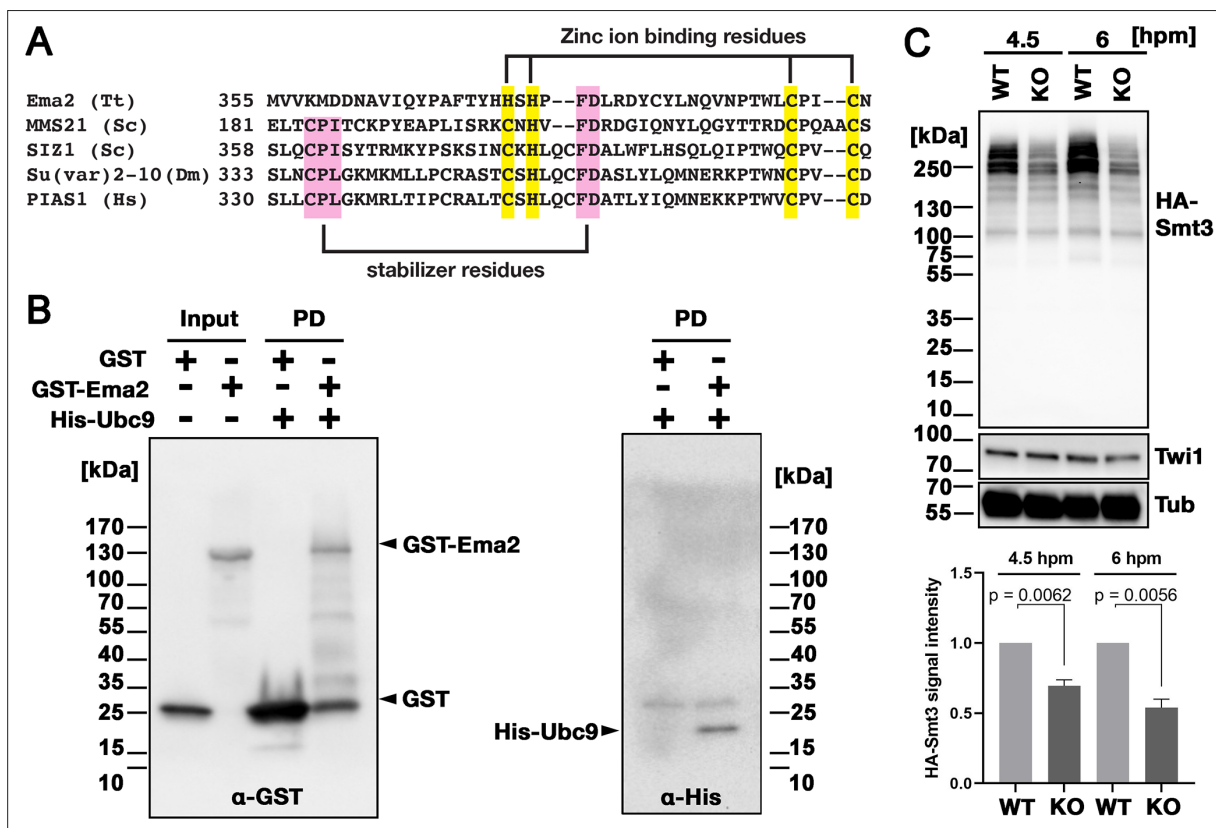 A
Zinc ion binding residues
Ema2 (Tt) 355 MVVKMDDNAVIQYPAFTYHHSHP--FDLRDYCYLNQVNPTWLCPI--CN
MMS21 (Sc) 181 ELTCPITCKPYEAPLISRKCNHV--FDRDGIQNYLQGYTTRDCPQAACS
SIZ1 (Sc) 358 SLQCPISYTRMKYPSKSINCKHLQCFDALWFLHSQLQIPTWQCPV--CQ
Su(var)2-10(Dm) 333 SLNCPLGKMKMLLPCRASTCSHLQCFDASLYLQMNEKKPTWNCPV--CD
PIAS1 (Hs) 330 SLLCPLGKMRLTIPCRALTCSHLQCFDATLYIQMNEKKPTWVCPV--CD
stabilizer residues
B
Input PD
GST + - + -
GST-Ema2 - + - +
His-Ubc9 - - + +
[kDa]
170
130
100
70
55
40
35
25
15
10
GST-Ema2
GST
α-GST
PD
+ -
- +
+ +
[kDa]
170
130
100
70
55
40
35
25
15
10
His-Ubc9
α-His
C
4.5 6 [hpm]
WT KO WT KO
[kDa]
250
130
100
75
55
35
25
15
10
HA-
Smt3
100
70
Twi1
70
55
Tub
4.5 hpm 6 hpm
p = 0.0062 p = 0.0056
HA-Smt3 signal intensity
1.5
1.0
0.5
0.0
WT KO WT KO